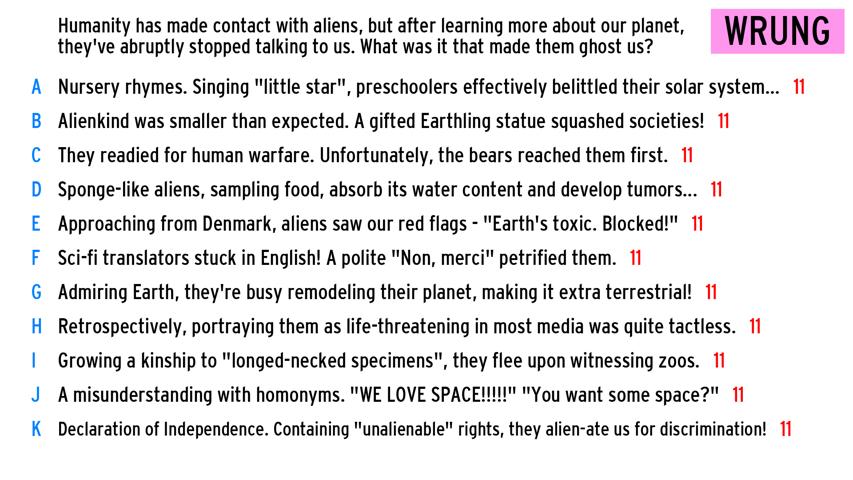 Humanity has made contact with aliens, but after learning more about our planet,
they've abruptly stopped talking to us. What was it that made them ghost us?
WRUNG
A Nursery rhymes. Singing "little star", preschoolers effectively belittled their solar system... 11
B Alienkind was smaller than expected. A gifted Earthling statue squashed societies! 11
C They readied for human warfare. Unfortunately, the bears reached them first. 11
D Sponge-like aliens, sampling food, absorb its water content and develop tumors... 11
E Approaching from Denmark, aliens saw our red flags - "Earth's toxic. Blocked!" 11
F Sci-fi translators stuck in English! A polite "Non, merci" petrified them. 11
G Admiring Earth, they're busy remodeling their planet, making it extra terrestrial! 11
H Retrospectively, portraying them as life-threatening in most media was quite tactless. 11
I Growing a kinship to "longed-necked specimens", they flee upon witnessing zoos. 11
J A misunderstanding with homonyms. "WE LOVE SPACE!!!!!" "You want some space?" 11
K Declaration of Independence. Containing "unalienable" rights, they alien-ate us for discrimination! 11